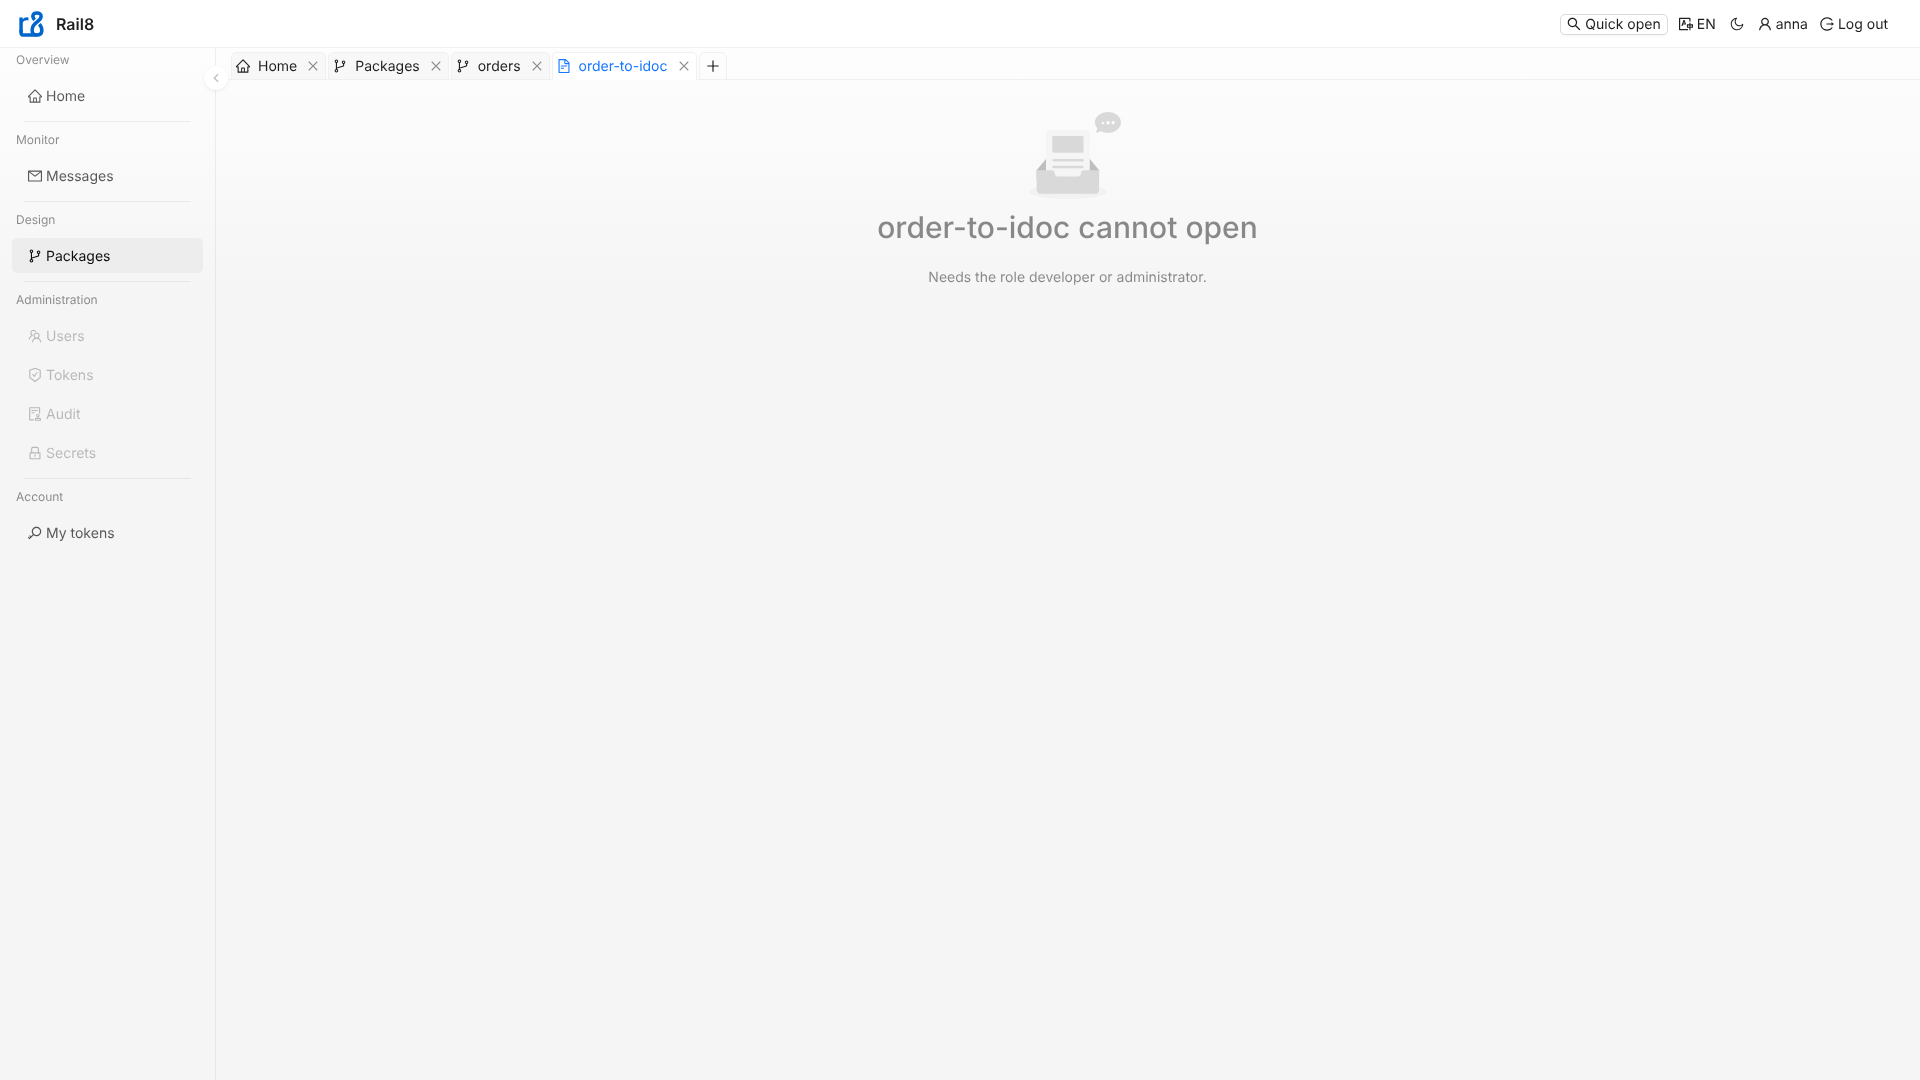 Rail8
Quick open
EN
anna
Log out
Overview
Home
Monitor
Messages
Design
Packages
Administration
Users
Tokens
Audit
Secrets
Account
My tokens
Home
Packages
orders
order-to-idoc
order-to-idoc cannot open
Needs the role developer or administrator.